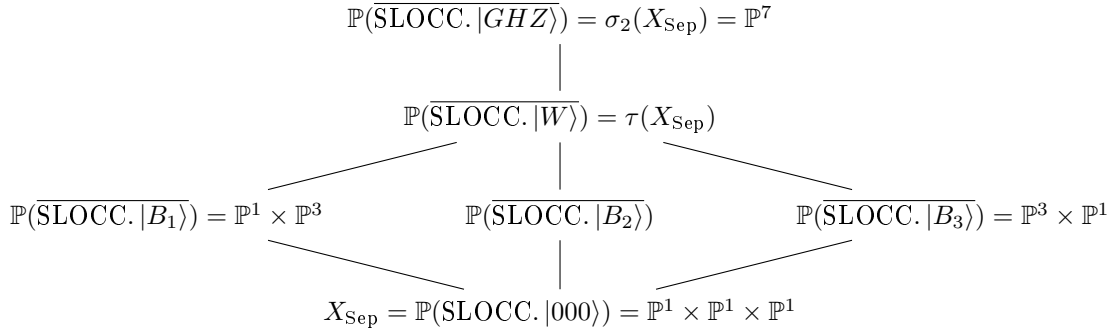 ℙ(\overline{SLOCC.|GHZ⟩}) = σ₂(X_Sep) = ℙ⁷
ℙ(\overline{SLOCC.|W⟩}) = τ(X_Sep)
ℙ(\overline{SLOCC.|B₁⟩}) = ℙ¹ × ℙ³ ℙ(\overline{SLOCC.|B₂⟩}) ℙ(\overline{SLOCC.|B₃⟩}) = ℙ³ × ℙ¹
X_Sep = ℙ(SLOCC.|000⟩) = ℙ¹ × ℙ¹ × ℙ¹